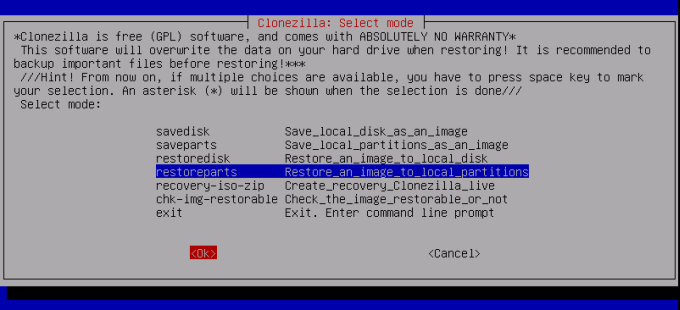 Clonezilla: Select mode
*Clonezilla is free (GPL) software, and comes with ABSOLUTELY NO WARRANTY*
This software will overwrite the data on your hard drive when restoring! It is recommended to
backup important files before restoring!***
///Hint! From now on, if multiple choices are available, you have to press space key to mark
your selection. An asterisk (*) will be shown when the selection is done///
Select mode:
savedisk Save_local_disk_as_an_image
saveparts Save_local_partitions_as_an_image
restoredisk Restore_an_image_to_local_disk
restoreparts Restore_an_image_to_local_partitions
recovery-iso-zip Create_recovery_Clonezilla_live
chk-img-restorable Check_the_image_restorable_or_not
exit Exit. Enter command line prompt
<Ok> <Cancel>